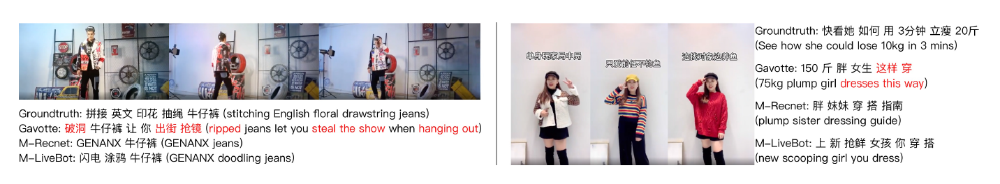 STOP
Groundtruth: 拼接 英文 印花 抽绳 牛仔裤 (stitching English floral drawstring jeans)
Gavotte: 破洞 牛仔裤 让 你 出街 抢镜 (ripped jeans let you steal the show when hanging out)
M-Recnet: GENANX 牛仔裤 (GENANX jeans)
M-LiveBot: 闪电 涂鸦 牛仔裤 (GENANX doodling jeans)
单身玩家局中局
只爱前任不钓鱼
边找对象边养鱼
Groundtruth: 快看她 如何 用 3分钟 立瘦 20斤
(See how she could lose 10kg in 3 mins)
Gavotte: 150 斤 胖 女生 这样 穿
(75kg plump girl dresses this way)
M-Recnet: 胖 妹妹 穿 搭 指南
(plump sister dressing guide)
M-LiveBot: 上 新 抢鲜 女孩 你 穿 搭
(new scooping girl you dress)